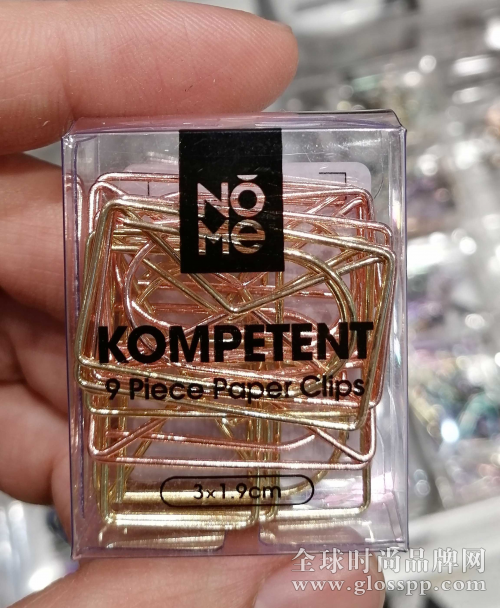 NŌ
Me
KOMPETENT
9 Piece Paper Clips
3×1.9cm
全球时尚品牌网
www.glosspp.com